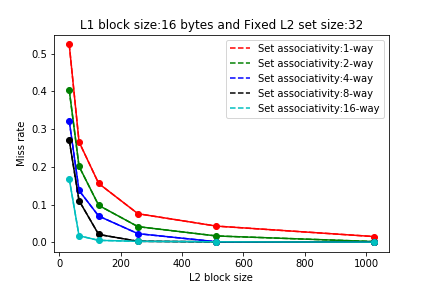 L1 block size:16 bytes and Fixed L2 set size:32
Set associativity:1-way
Set associativity:2-way
Set associativity:4-way
Set associativity:8-way
Set associativity:16-way
Miss rate
0.5
0.4
0.3
0.2
0.1
0.0
0 200 400 600 800 1000
L2 block size